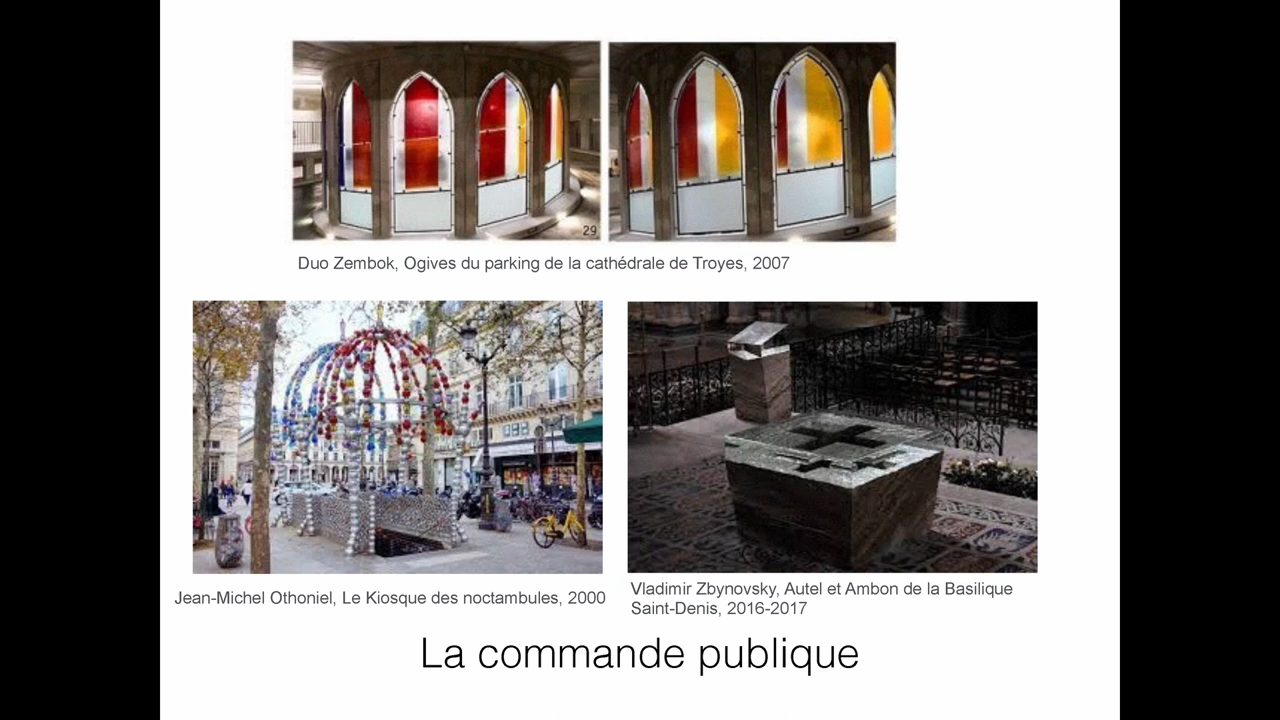 29
Duo Zembok, Ogives du parking de la cathédrale de Troyes, 2007
Jean-Michel Othoniel, Le Kiosque des noctambules, 2000
Vladimir Zbynovsky, Autel et Ambon de la Basilique
Saint-Denis, 2016-2017
La commande publique